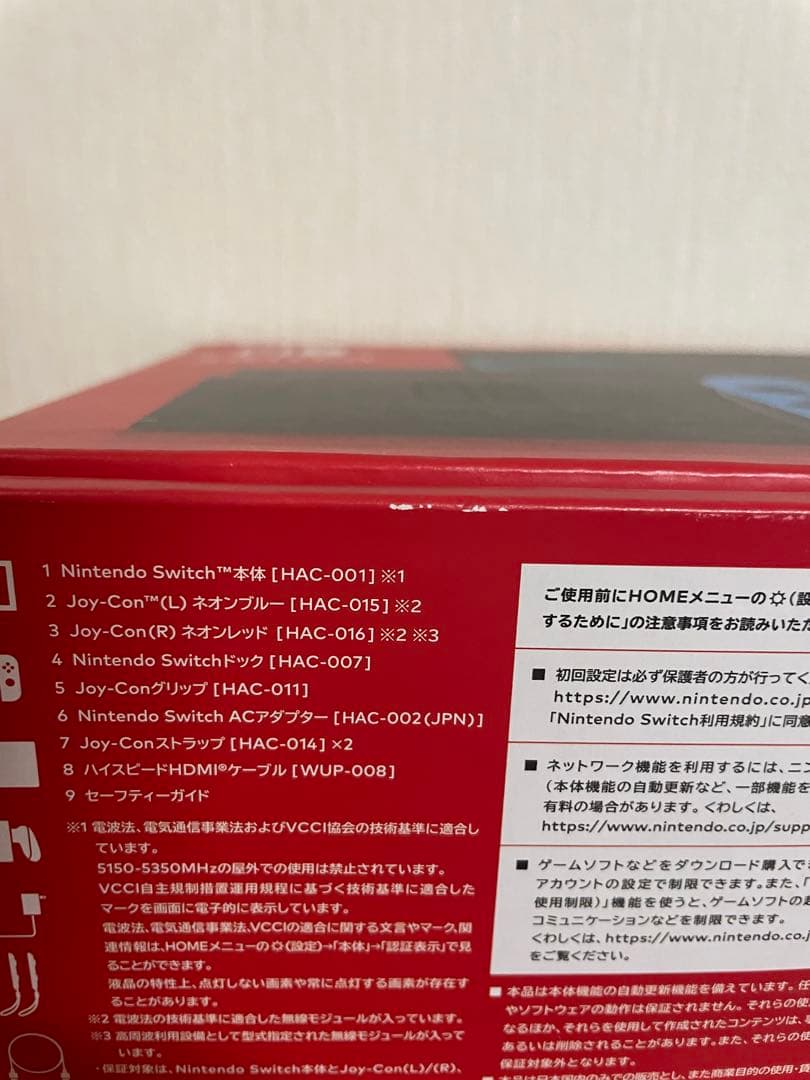 1 Nintendo Switch™本体 [HAC-001] ※1
2 Joy-Con™(L) ネオンブルー [HAC-015] ※2
3 Joy-Con(R) ネオンレッド [HAC-016] ※2 ※3
4 Nintendo Switchドック [HAC-007]
5 Joy-Conグリップ [HAC-011]
6 Nintendo Switch ACアダプター [HAC-002(JPN)]
7 Joy-Conストラップ [HAC-014] ×2
8 ハイスピードHDMI®ケーブル [WUP-008]
9 セーフティーガイド
※1 電波法、電気通信事業法およびVCCI協会の技術基準に適合し
ています。
5150-5350MHzの屋外での使用は禁止されています。
VCCI自主規制措置運用規程に基づく技術基準に適合した
マークを画面に電子的に表示しています。
電波法、電気通信事業法、VCCIの適合に関する文言やマーク、関
連情報は、HOMEメニューの(設定)→「本体」→「認証表示」で見
ることができます。
液晶の特性上、点灯しない画素や常に点灯する画素が存在す
ることがあります。
※2 電波法の技術基準に適合した無線モジュールが入っています。
※3 高周波利用設備として型式指定された無線モジュールが入って
います。
・保証対象は、Nintendo Switch本体とJoy-Con(L)/(R)、
ご使用前にHOMEメニューの(設
するために」の注意事項をお読みいただ
■ 初回設定は必ず保護者の方が行ってく
https://www.nintendo.co.jp
「Nintendo Switch利用規約」に同意
■ ネットワーク機能を利用するには、ニン
(本体機能の自動更新など、一部機能を
有料の場合があります。くわしくは、
https://www.nintendo.co.jp/supp
■ ゲームソフトなどをダウンロード購入でき
アカウントの設定で制限できます。また、「
使用制限)」機能を使うと、ゲームソフトの起
コミュニケーションなどを制限できます。
くわしくは、https://www.nintendo.co.j
をご覧ください。
■ 本品は本体機能の自動更新機能を備えています。任
やソフトウェアの動作は保証されません。それらの使
なるほか、それらを使用して作成されたコンテンツは、
あるいは削除されることがあります。また、それらの使
保証対象外となります。
■ 本品は日本国内のみでの販売とし、また商業目的の使用・